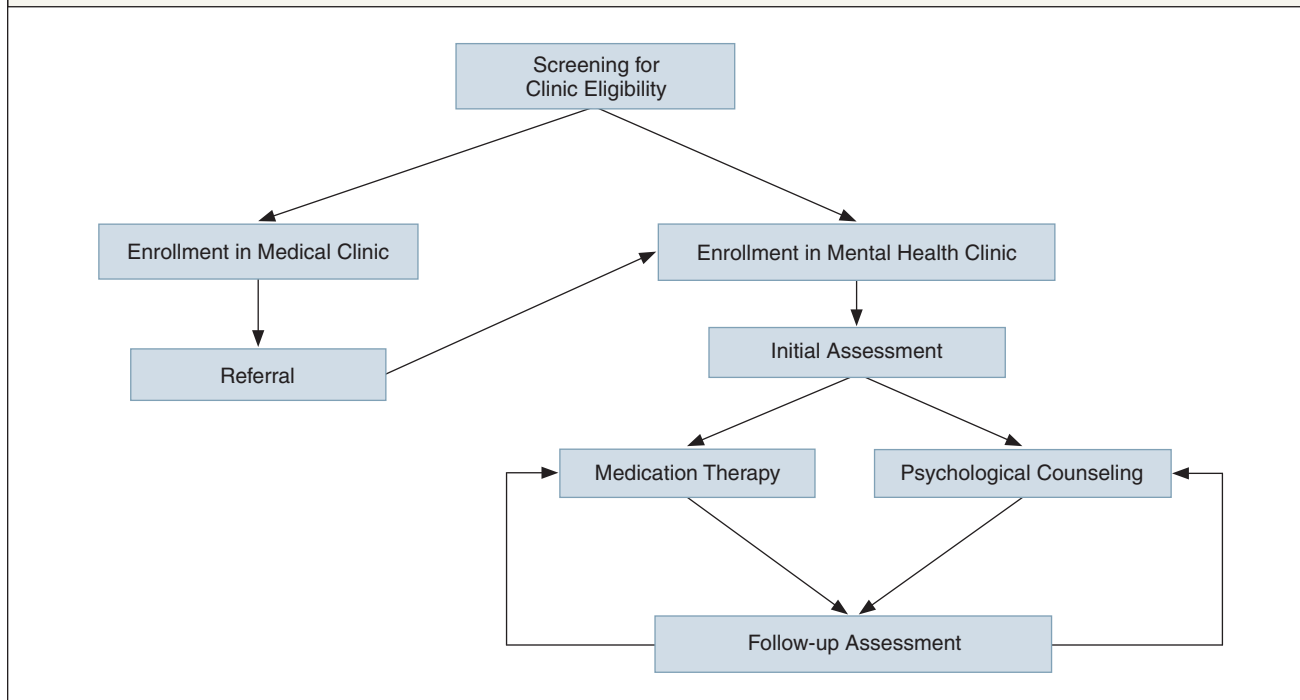 Screening for
Clinic Eligibility
Enrollment in Medical Clinic
Enrollment in Mental Health Clinic
Initial Assessment
Referral
Medication Therapy
Psychological Counseling
Follow-up Assessment